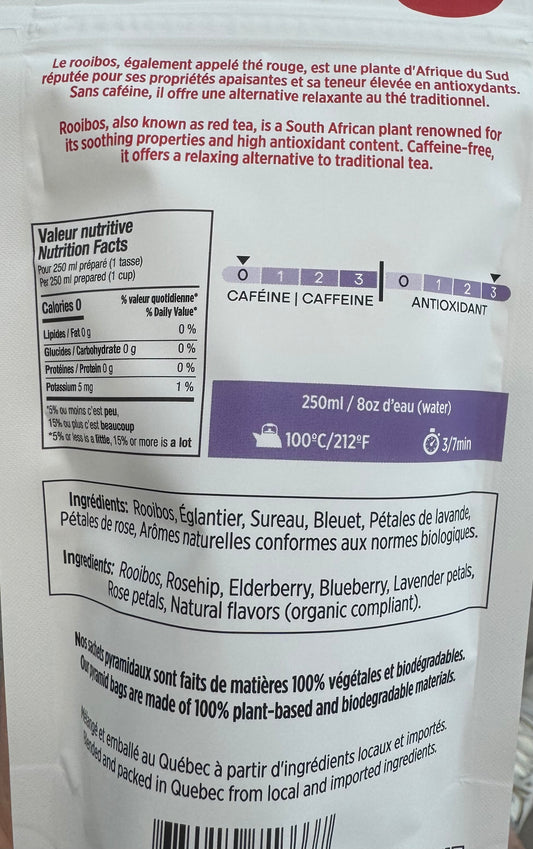 Le rooibos, également appelé thé rouge, est une plante d'Afrique du Sud
réputée pour ses propriétés apaisantes et sa teneur élevée en antioxydants.
Sans caféine, il offre une alternative relaxante au thé traditionnel.
Rooibos, also known as red tea, is a South African plant renowned for
its soothing properties and high antioxidant content. Caffeine-free,
it offers a relaxing alternative to traditional tea.
Valeur nutritive
Nutrition Facts
Pour 250 ml préparé (1 tasse)
Per 250 ml prepared (1 cup)
Calories 0
% valeur quotidienne*
% Daily Value*
Lipides / Fat 0 g 0 %
Glucides / Carbohydrate 0 g 0 %
Protéines / Protein 0 g 0 %
Potassium 5 mg 1 %
*5% ou moins c'est peu,
15% ou plus c'est beaucoup
*5% or less is a little, 15% or more is a lot
0 1 2 3
CAFÉINE | CAFFEINE
0 1 2 3
ANTIOXIDANT
250ml / 8oz d'eau (water)
100ºC/212ºF
3/7min
Ingrédients: Rooibos, Églantier, Sureau, Bleuet, Pétales de lavande,
Pétales de rose, Arômes naturelles conformes aux normes biologiques.
Ingredients: Rooibos, Rosehip, Elderberry, Blueberry, Lavender petals,
Rose petals, Natural flavors (organic compliant).
Nos sachets pyramidaux sont faits de matières 100% végétales et biodégradables.
Our pyramid bags are made of 100% plant-based and biodegradable materials.
Mélangé et emballé au Québec à partir d'ingrédients locaux et importés.
Blended and packed in Quebec from local and imported ingredients.